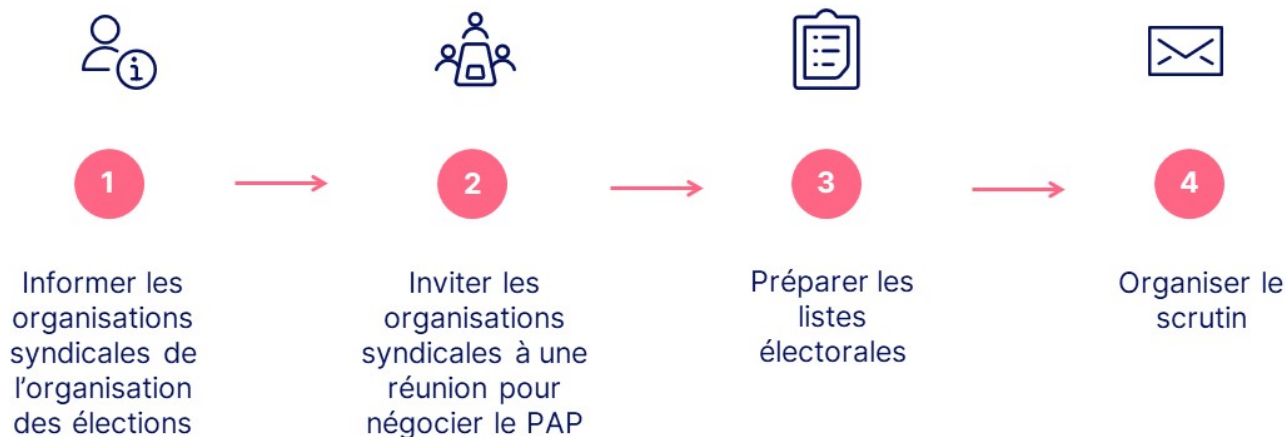 1
2
3
4
Informer les
organisations
syndicales de
l'organisation
des élections
Inviter les
organisations
syndicales à une
réunion pour
négocier le PAP
Préparer les
listes
électorales
Organiser le
scrutin